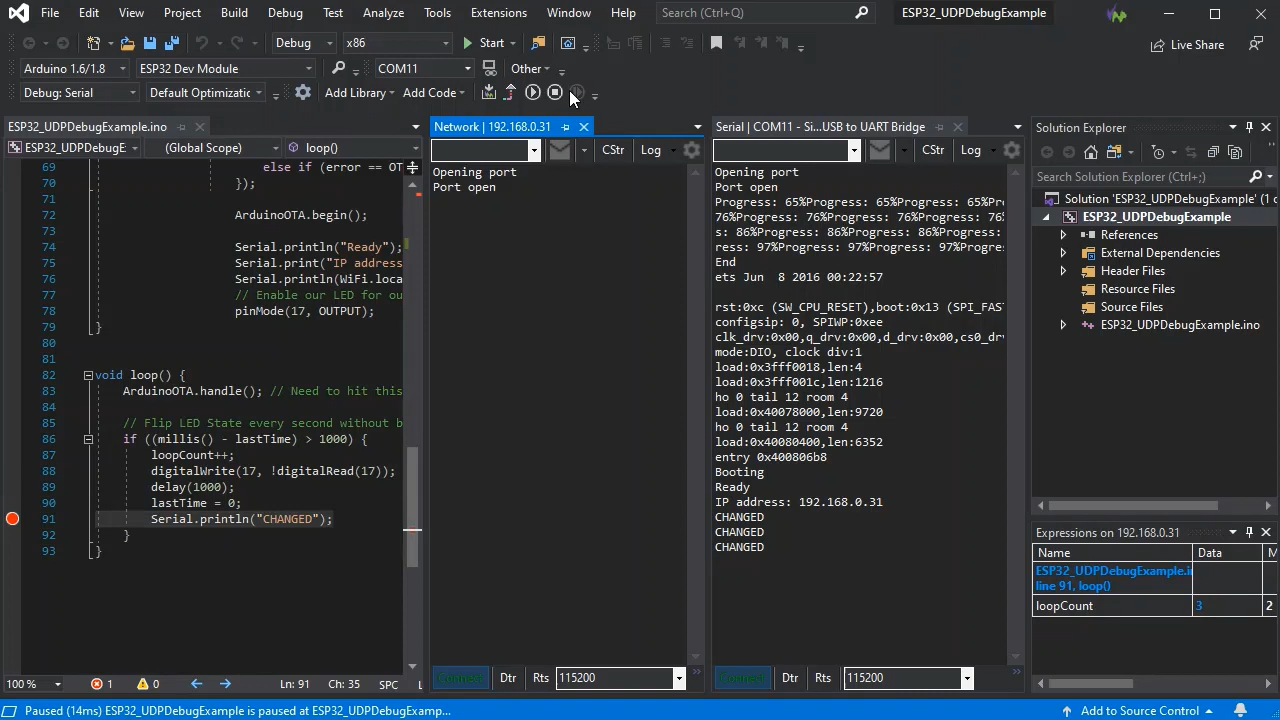 File Edit View Project Build Debug Test Analyze Tools Extensions Window Help Search (Ctrl+Q) ESP32_UDPDebugExample
Debug x86 Start Live Share
Arduino 1.6/1.8 ESP32 Dev Module COM11 Other
Debug: Serial Default Optimizatic Add Library Add Code
ESP32_UDPDebugExample.ino
ESP32_UDPDebugE: (Global Scope) loop()
69 else if (error == OT
70 });
71
72 ArduinoOTA.begin();
73
74 Serial.println("Ready");
75 Serial.print("IP address
76 Serial.println(WiFi.loca
77 // Enable our LED for ou
78 pinMode(17, OUTPUT);
79 }
80
81
82 void loop() {
83 ArduinoOTA.handle(); // Need to hit this
84
85 // Flip LED State every second without b
86 if ((millis() - lastTime) > 1000) {
87 loopCount++;
88 digitalWrite(17, !digitalRead(17));
89 delay(1000);
90 lastTime = 0;
91 Serial.println("CHANGED");
92 }
93 }
100 % 1 0 Ln: 91 Ch: 35 SPC
Network | 192.168.0.31
CStr Log
Opening port
Port open
Dtr Rts 115200
Serial | COM11 - Si...USB to UART Bridge
CStr Log
Opening port
Port open
Progress: 65%Progress: 65%Progress: 65%Pr
76%Progress: 76%Progress: 76%Progress: 76
s: 86%Progress: 86%Progress: 86%Progress:
ress: 97%Progress: 97%Progress: 97%Progre
End
ets Jun  8 2016 00:22:57
rst:0xc (SW_CPU_RESET),boot:0x13 (SPI_FAS
configsip: 0, SPIWP:0xee
clk_drv:0x00,q_drv:0x00,d_drv:0x00,cs0_dr
mode:DIO, clock div:1
load:0x3fff0018,len:4
load:0x3fff001c,len:1216
ho 0 tail 12 room 4
load:0x40078000,len:9720
ho 0 tail 12 room 4
load:0x40080400,len:6352
entry 0x400806b8
Booting
Ready
IP address: 192.168.0.31
CHANGED
CHANGED
CHANGED
Dtr Rts 115200
Solution Explorer
Search Solution Explorer (Ctrl+;)
Solution 'ESP32_UDPDebugExample' (1 c
ESP32_UDPDebugExample
References
External Dependencies
Header Files
Resource Files
Source Files
ESP32_UDPDebugExample.ino
Expressions on 192.168.0.31
Name Data M
ESP32_UDPDebugExample.i
line 91, loop()
loopCount 3 2
Paused (14ms) ESP32_UDPDebugExample is paused at ESP32_UDPDebugExamp... Add to Source Control